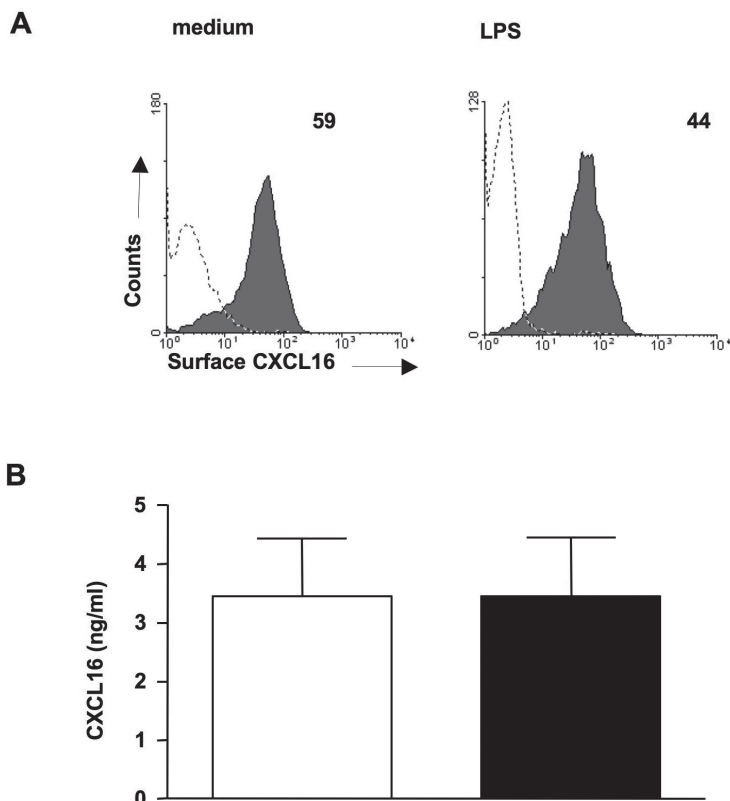 A
medium
LPS
180
59
Counts
0
10⁰ 10¹ 10² 10³ 10⁴
Surface CXCL16
128
44
0
10⁰ 10¹ 10² 10³ 10⁴
B
CXCL16 (ng/ml)
5
4
3
2
1
0